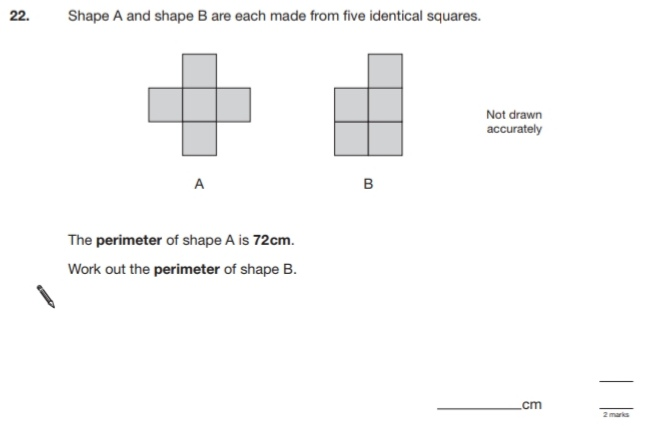 22. Shape A and shape B are each made from five identical squares.
Not drawn
accurately
A B
The perimeter of shape A is 72cm.
Work out the perimeter of shape B.
cm
2 marks